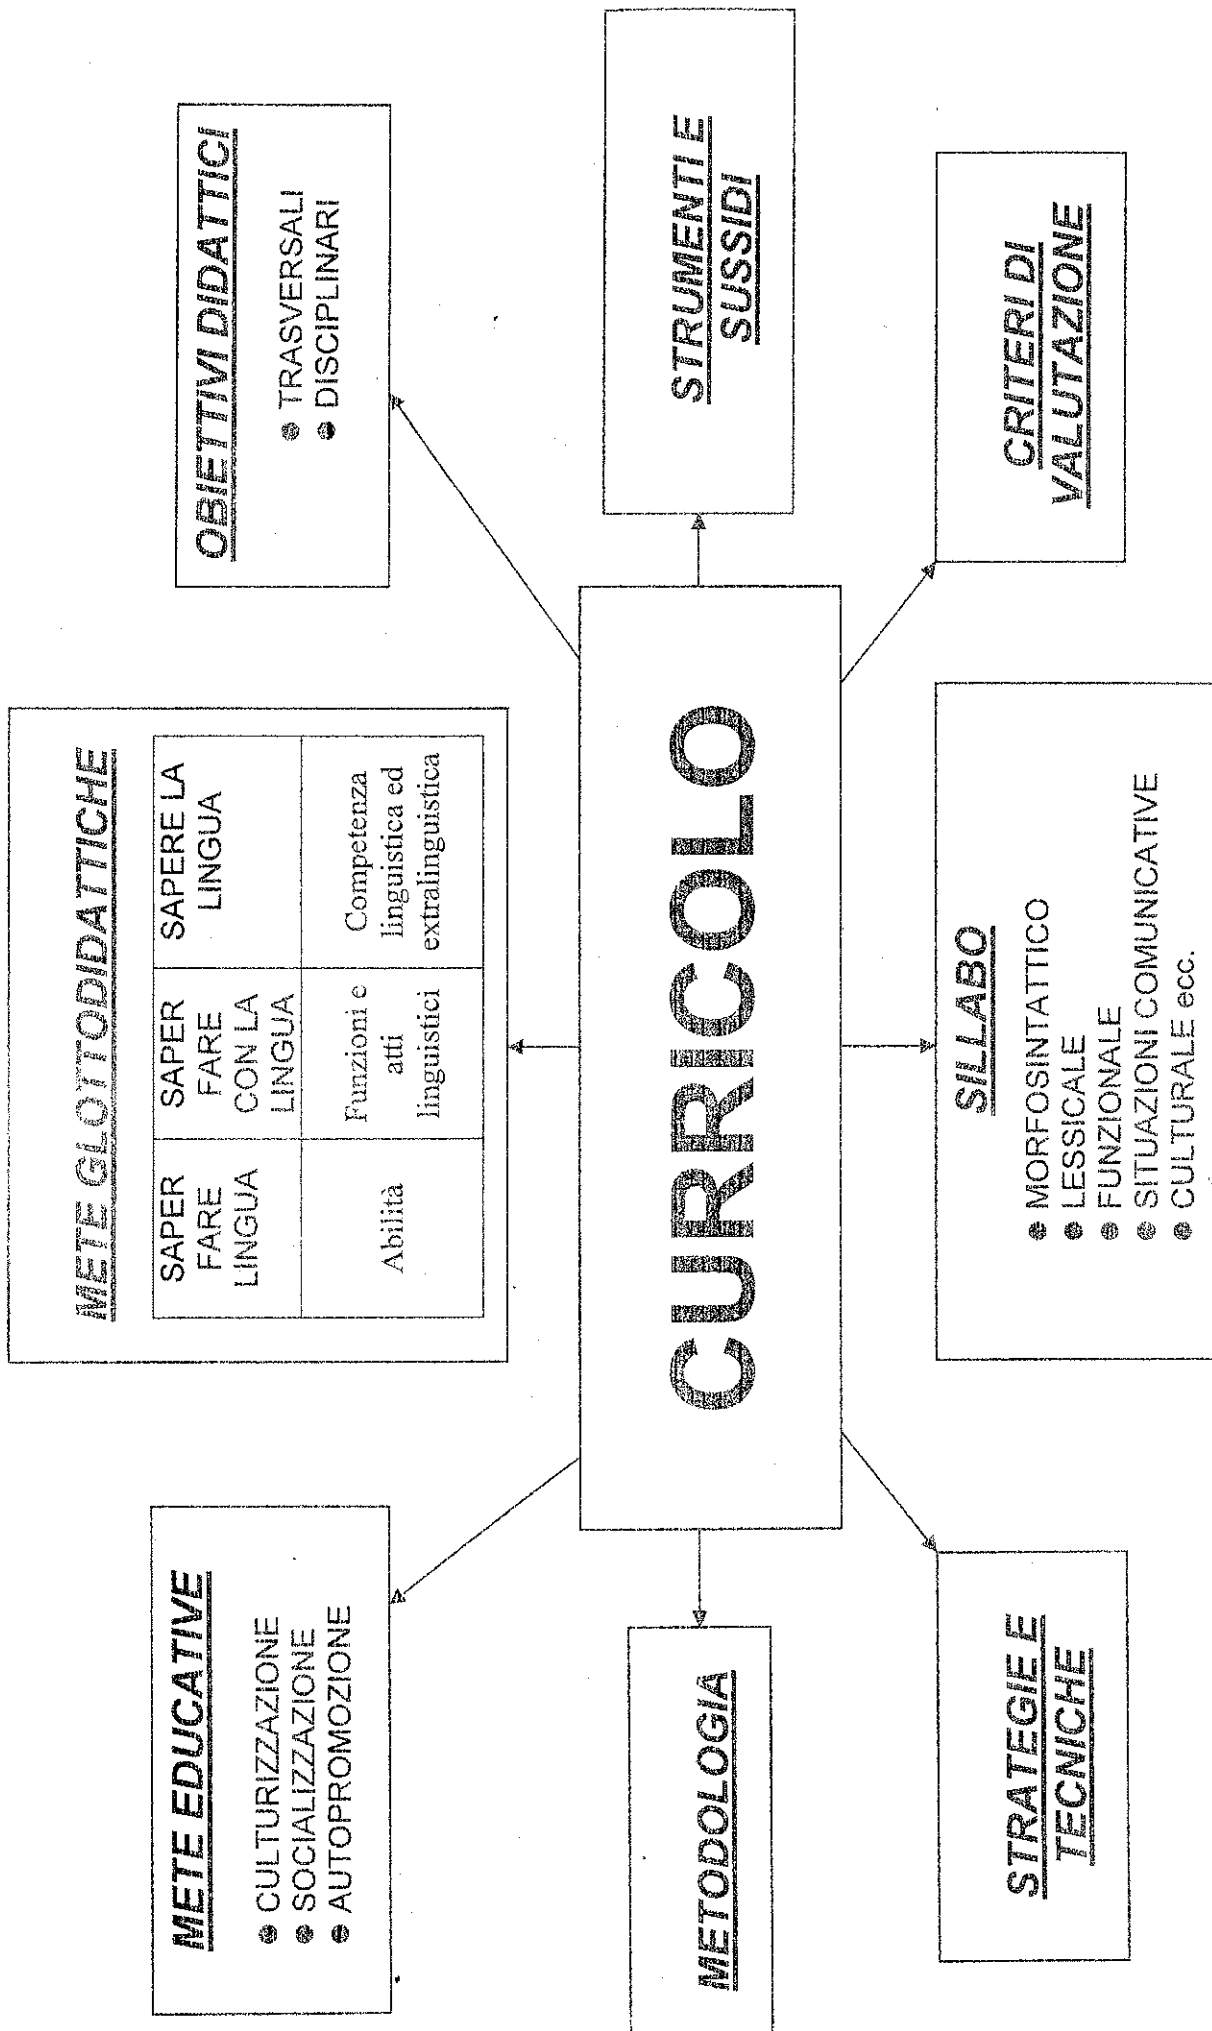 METE EDUCATIVE
CULTURIZZAZIONE
SOCIALIZZAZIONE
AUTOPROMOZIONE
METE GLOTTODIDATTICHE
SAPER
FARE
LINGUA
SAPER
FARE
CON LA
LINGUA
SAPERE LA
LINGUA
Abilità
Funzioni e
atti
linguistici
Competenza
linguistica ed
extralinguistica
OBIETTIVI DIDATTICI
TRASVERSALI
DISCIPLINARI
METODOLOGIA
CURRICOLO
STRUMENTI E
SUSSIDI
STRATEGIE E
TECNICHE
SILLABO
MORFOSINTATTICO
LESSICALE
FUNZIONALE
SITUAZIONI COMUNICATIVE
CULTURALE ecc.
CRITERI DI
VALUTAZIONE